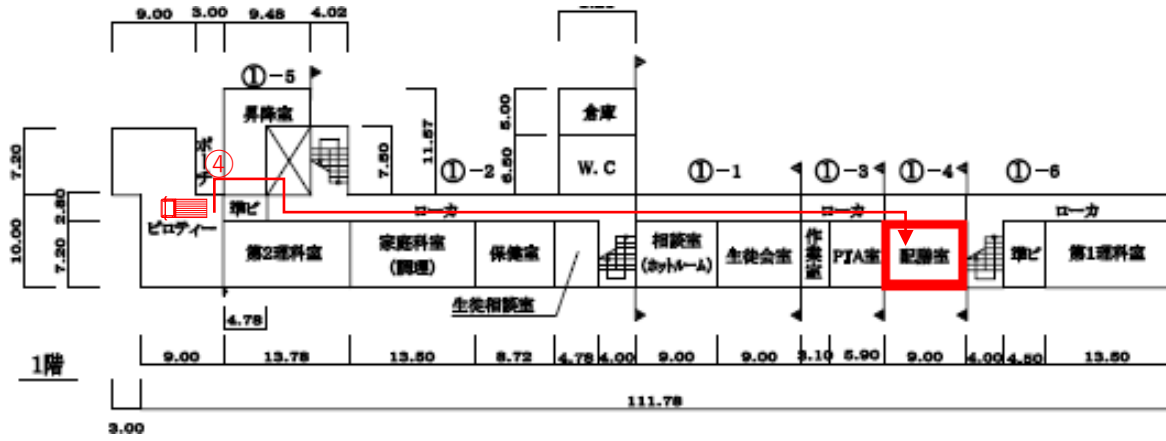 9.00 3.00 9.48 4.02
①-5
昇降室
倉庫
5.00
11.57
7.20
ポーチ
④
7.50
①-2
6.50
W.C
①-1
①-3
①-4
①-6
2.80
準ビ
ローカ
ローカ
ローカ
ピロティー
10.00
7.20
第2理科室
家庭科室
(調理)
保健室
相談室
(ホットルーム)
生徒会室
作業室
PTA室
配膳室
準ビ
第1理科室
生徒相談室
4.78
1階
9.00 13.78 13.50 8.72 4.78 4.00 9.00 9.00 3.10 5.90 9.00 4.00 4.50 13.50
111.78
3.00